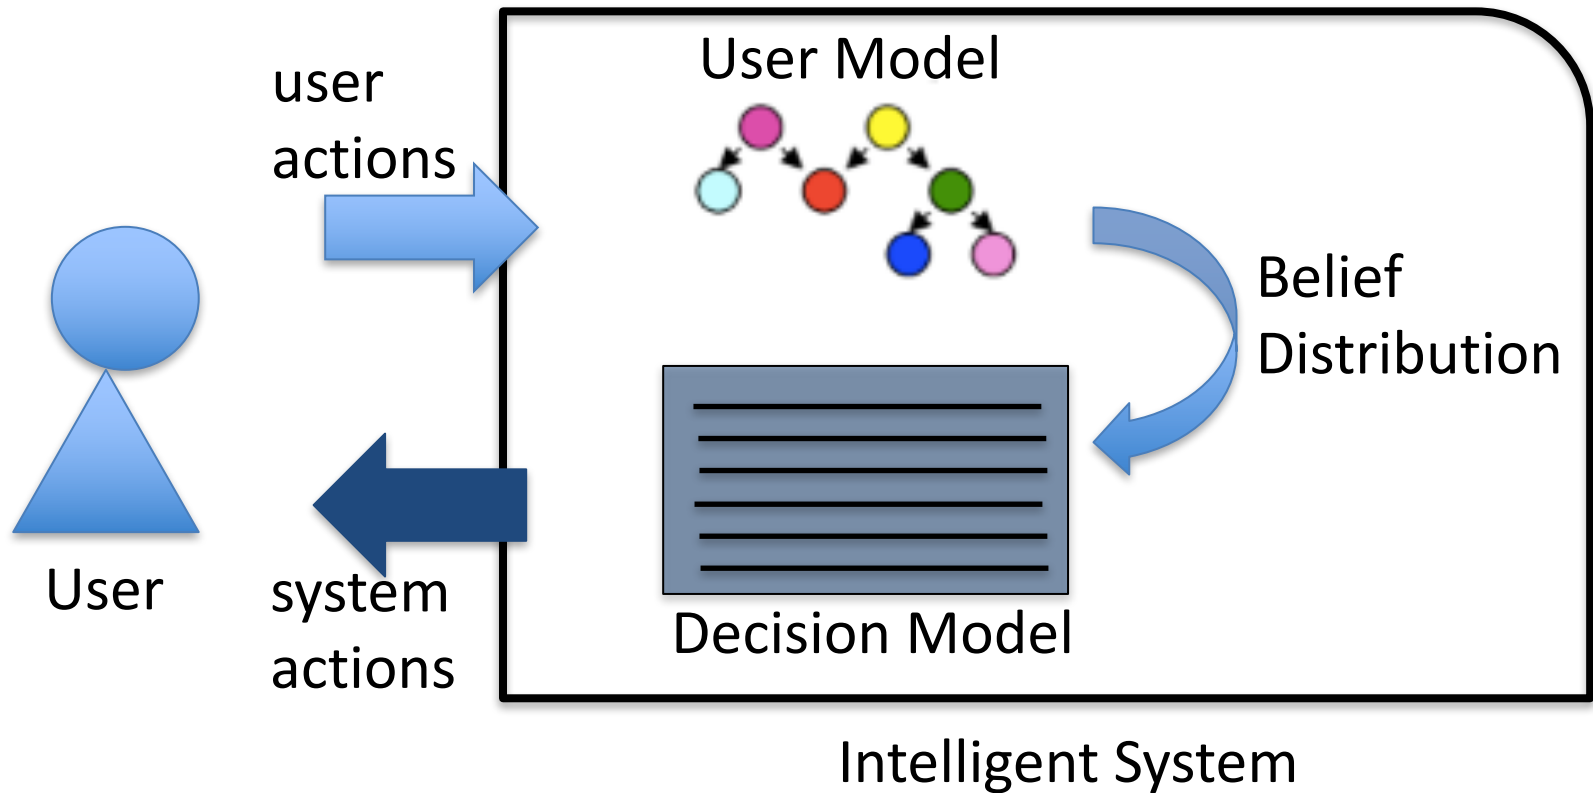 User Model
user
actions
Belief
Distribution
User
system
actions
Decision Model
Intelligent System